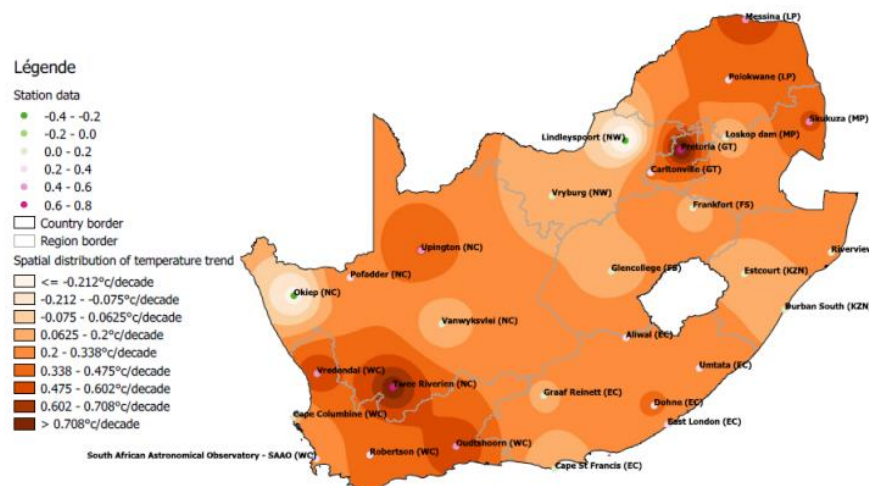 Légende
Station data
-0.4 - -0.2
-0.2 - 0.0
0.0 - 0.2
0.2 - 0.4
0.4 - 0.6
0.6 - 0.8
Country border
Region border
Spatial distribution of temperature trend
<= -0.212°c/decade
-0.212 - -0.075°c/decade
-0.075 - 0.0625°c/decade
0.0625 - 0.2°c/decade
0.2 - 0.338°c/decade
0.338 - 0.475°c/decade
0.475 - 0.602°c/decade
0.602 - 0.708°c/decade
> 0.708°c/decade
Messina (LP)
Polokwane (LP)
Skukuza (MP)
Lindleyspoort (NW)
Loskop dam (MP)
Pretoria (GT)
Carltonville (GT)
Vryburg (NW)
Frankfort (FS)
Upington (NC)
Riverview
Pofadder (NC)
Glencollege (FS)
Estcourt (KZN)
Okiep (NC)
Durban South (KZN)
Vanwyksvlei (NC)
Aliwal (EC)
Umtata (EC)
Vredendal (WC)
Twee Riverien (NC)
Graaf Reinett (EC)
Dohne (EC)
Cape Columbine (WC)
East London (EC)
Oudtshoorn (WC)
Robertson (WC)
South African Astronomical Observatory - SAAO (WC)
Cape St Francis (EC)